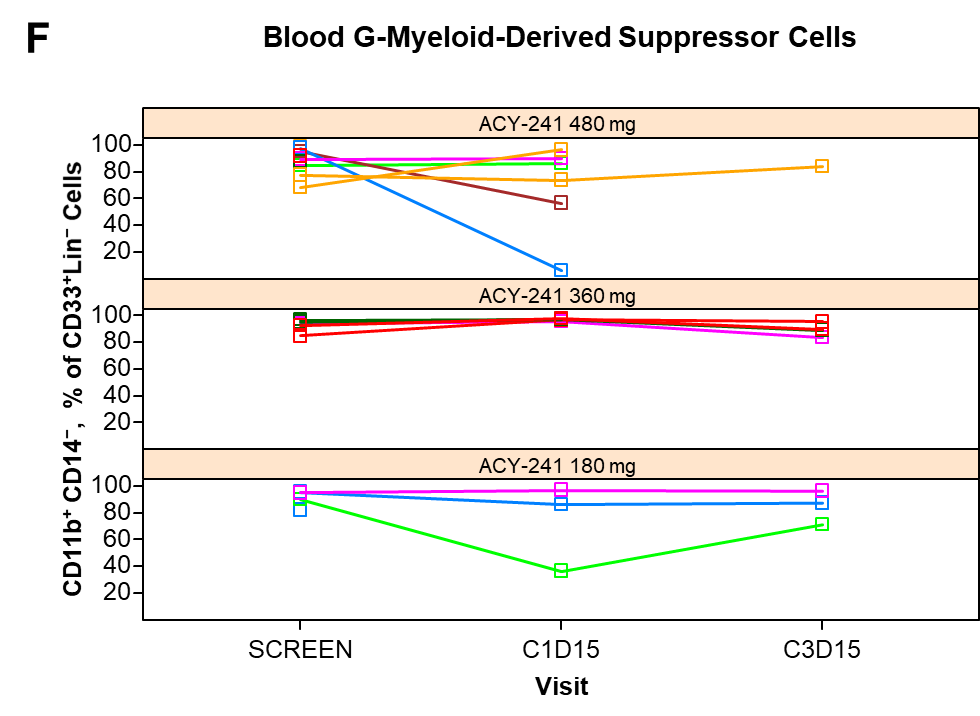 F
Blood G-Myeloid-Derived Suppressor Cells
CD11b⁺ CD14⁻, % of CD33⁺Lin⁻ Cells
ACY-241 480 mg
100
80
60
40
20
ACY-241 360 mg
100
80
60
40
20
ACY-241 180 mg
100
80
60
40
20
SCREEN C1D15 C3D15
Visit